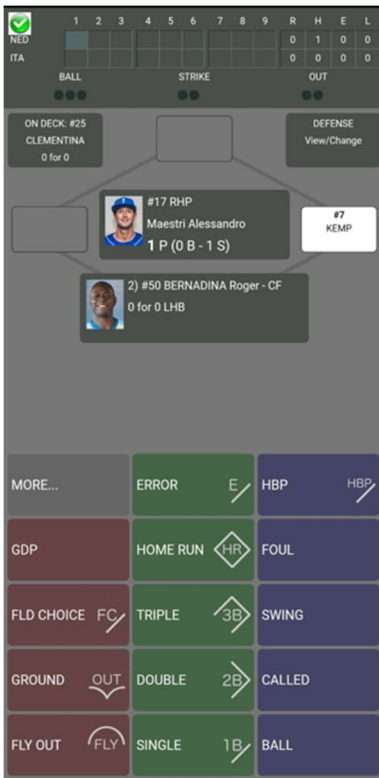 1 2 3 4 5 6 7 8 9 R H E L
NED 0 1 0 0
ITA 0 0 0 0
BALL STRIKE OUT
ON DECK: #25
CLEMENTINA
0 for 0
DEFENSE
View/Change
#17 RHP
Maestri Alessandro
1 P (0 B - 1 S)
#7
KEMP
2) #50 BERNADINA Roger - CF
0 for 0 LHB
MORE... ERROR E HBP HBP
GDP HOME RUN HR FOUL
FLD CHOICE FC TRIPLE 3B SWING
GROUND OUT DOUBLE 2B CALLED
FLY OUT FLY SINGLE 1B BALL